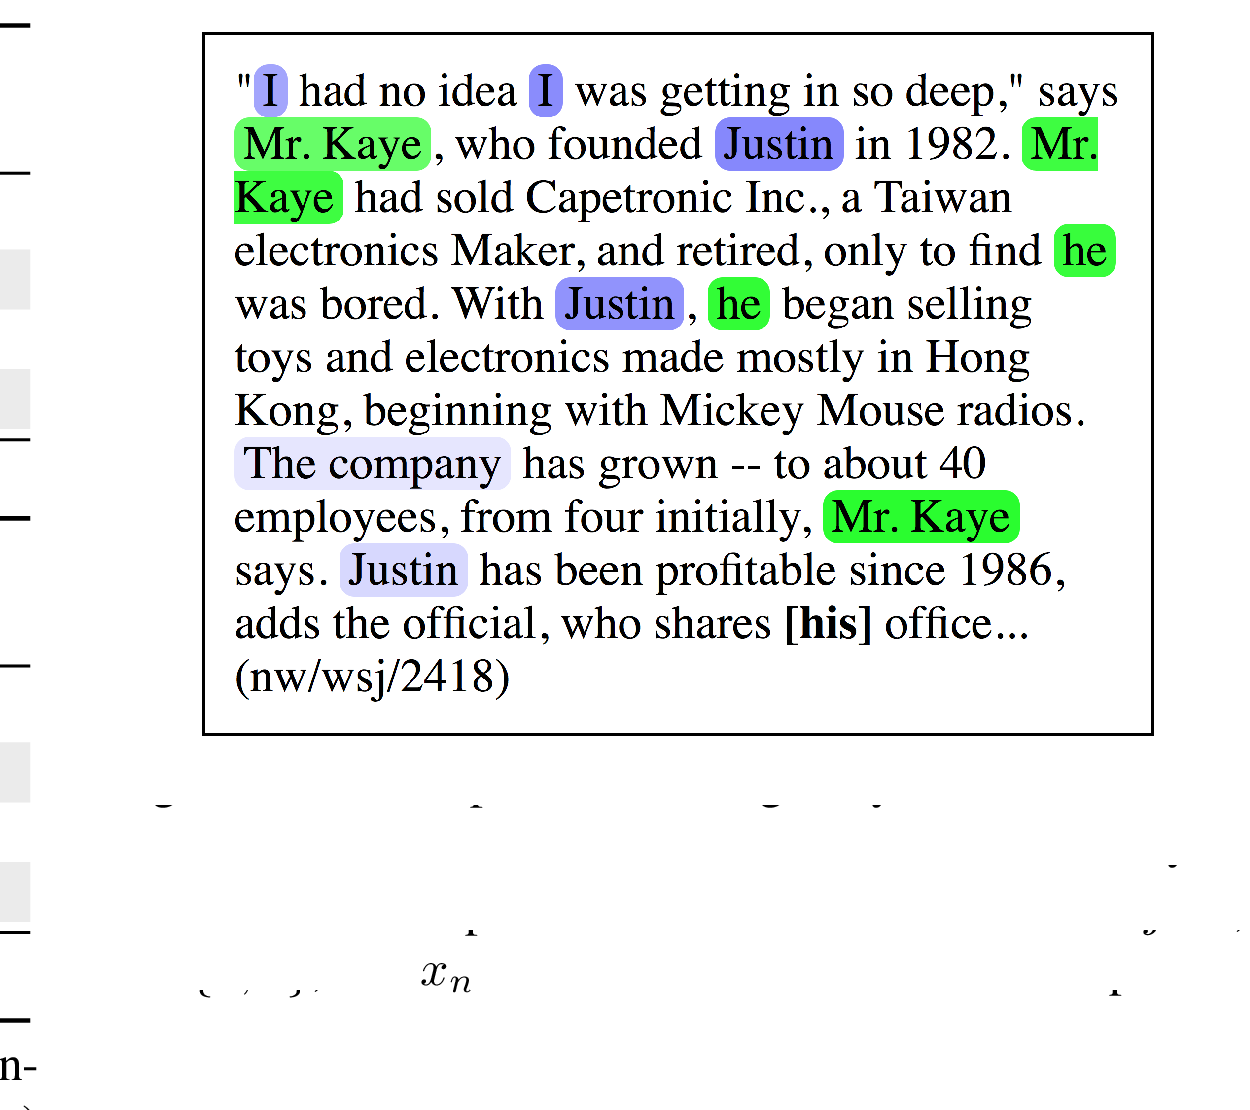 "I had no idea I was getting in so deep," says
Mr. Kaye, who founded Justin in 1982. Mr.
Kaye had sold Capetronic Inc., a Taiwan
electronics Maker, and retired, only to find he
was bored. With Justin, he began selling
toys and electronics made mostly in Hong
Kong, beginning with Mickey Mouse radios.
The company has grown -- to about 40
employees, from four initially, Mr. Kaye
says. Justin has been profitable since 1986,
adds the official, who shares [his] office...
(nw/wsj/2418)
x_n
n-